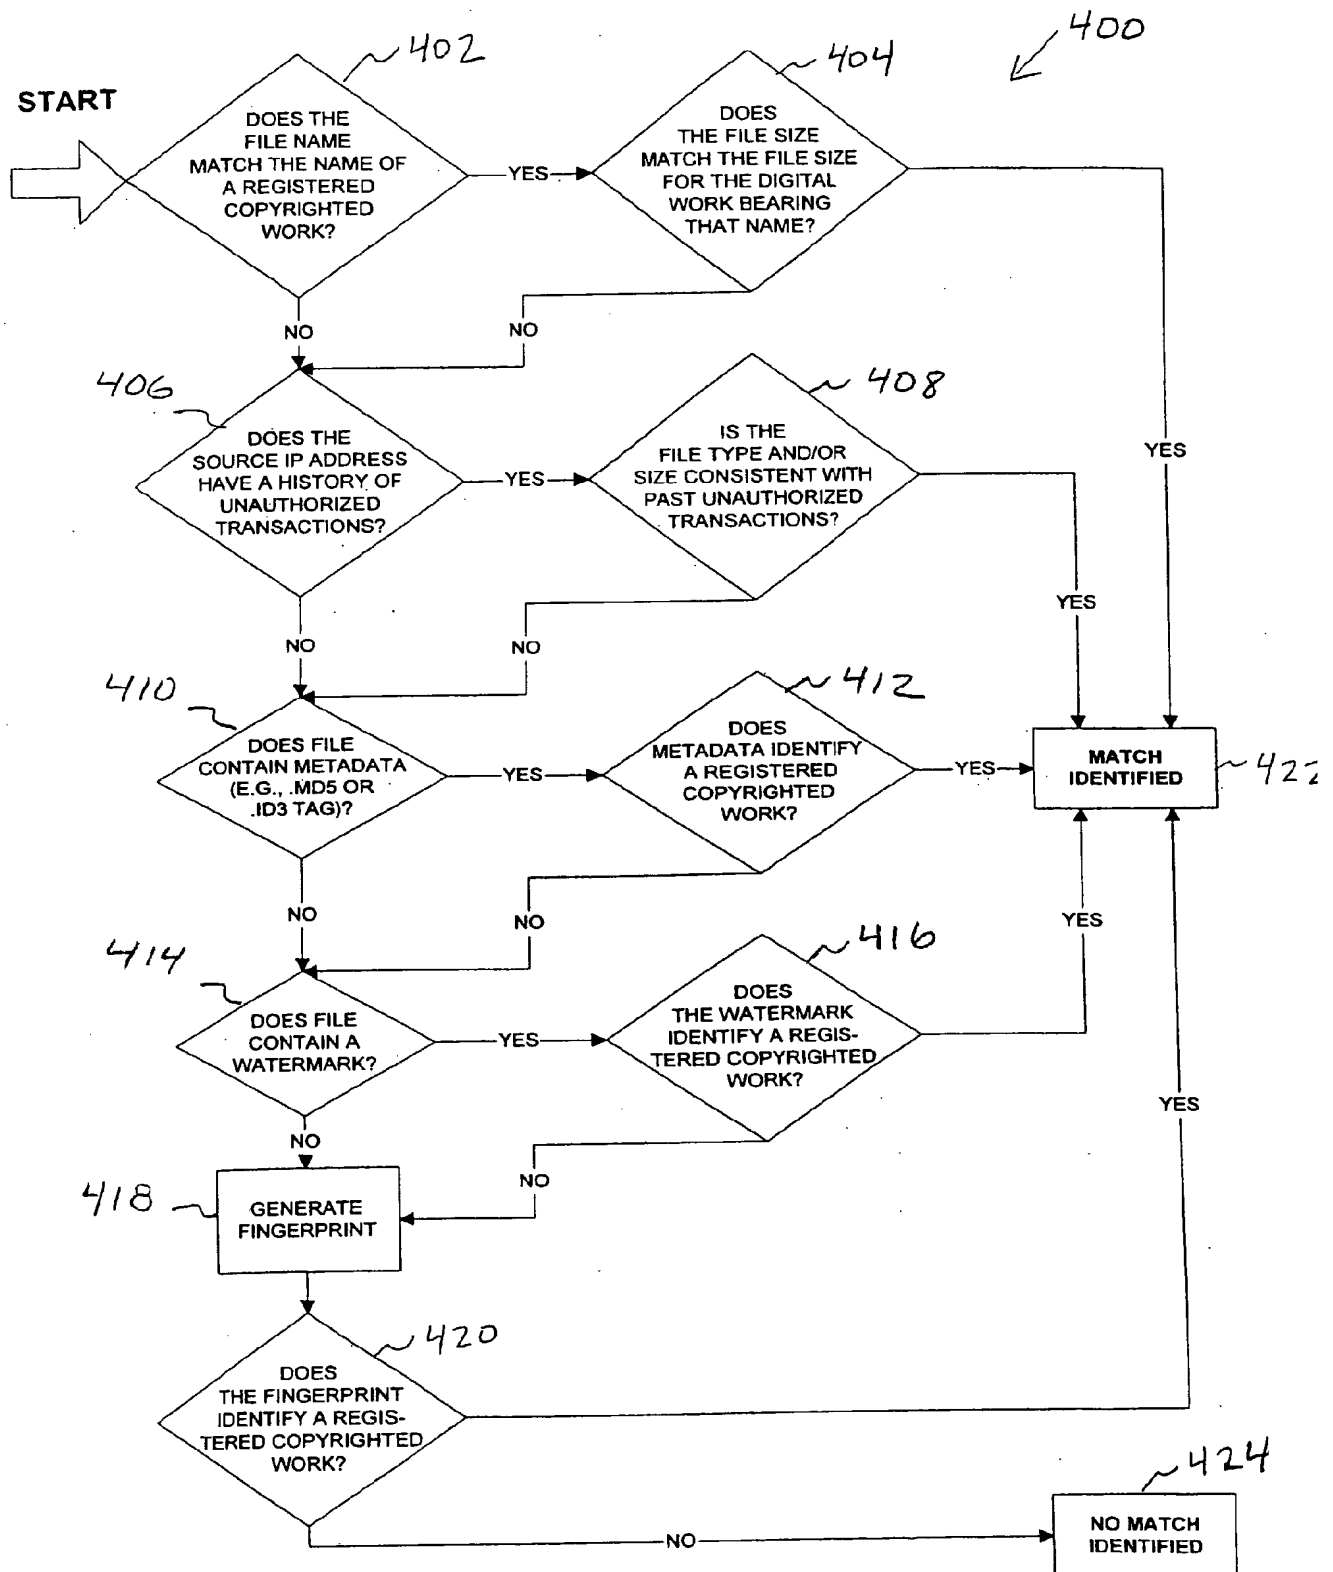 402
404
400
START
DOES THE
FILE NAME
MATCH THE NAME OF
A REGISTERED
COPYRIGHTED
WORK?
YES
DOES
THE FILE SIZE
MATCH THE FILE SIZE
FOR THE DIGITAL
WORK BEARING
THAT NAME?
NO
NO
YES
406
408
DOES THE
SOURCE IP ADDRESS
HAVE A HISTORY OF
UNAUTHORIZED
TRANSACTIONS?
YES
IS THE
FILE TYPE AND/OR
SIZE CONSISTENT WITH
PAST UNAUTHORIZED
TRANSACTIONS?
YES
NO
NO
410
412
DOES FILE
CONTAIN METADATA
(E.G., .MD5 OR
.ID3 TAG)?
YES
DOES
METADATA IDENTIFY
A REGISTERED
COPYRIGHTED
WORK?
YES
MATCH
IDENTIFIED
422
NO
NO
YES
414
416
DOES FILE
CONTAIN A
WATERMARK?
YES
DOES
THE WATERMARK
IDENTIFY A REGIS-
TERED COPYRIGHTED
WORK?
YES
NO
NO
418
GENERATE
FINGERPRINT
420
DOES
THE FINGERPRINT
IDENTIFY A REGIS-
TERED COPYRIGHTED
WORK?
424
NO
NO MATCH
IDENTIFIED